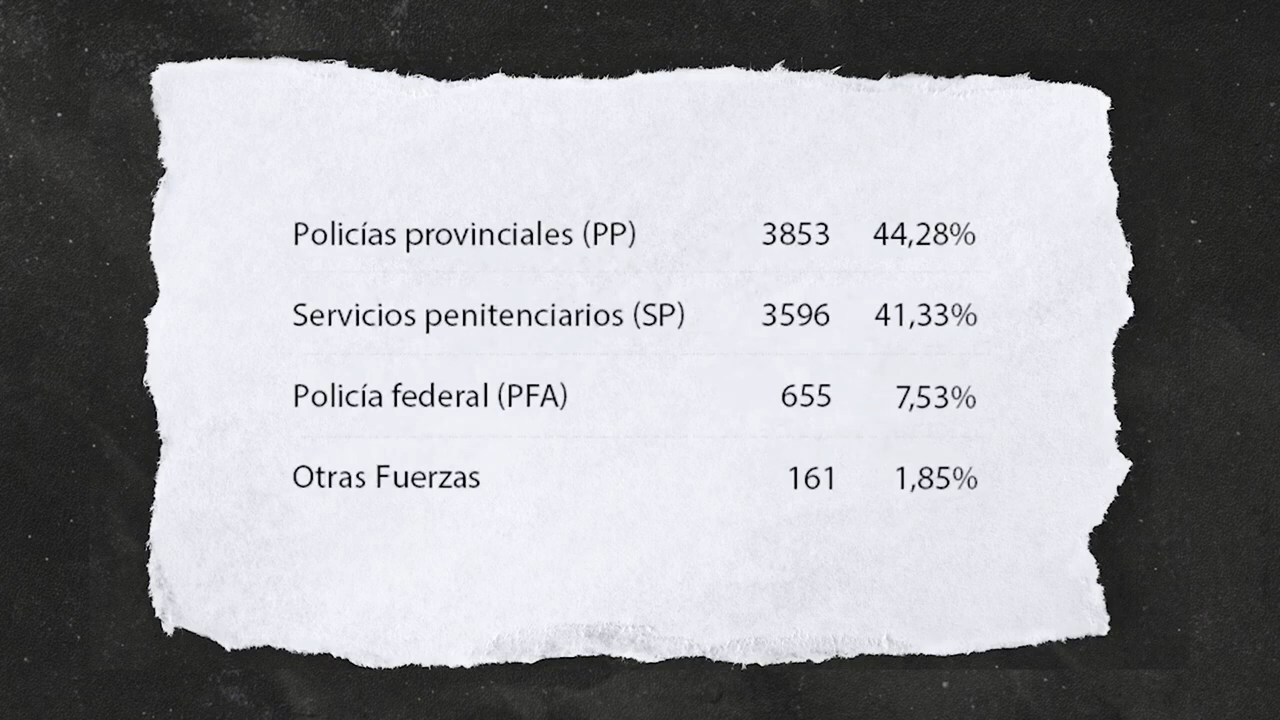 Policías provinciales (PP) 3853 44,28%
Servicios penitenciarios (SP) 3596 41,33%
Policía federal (PFA) 655 7,53%
Otras Fuerzas 161 1,85%